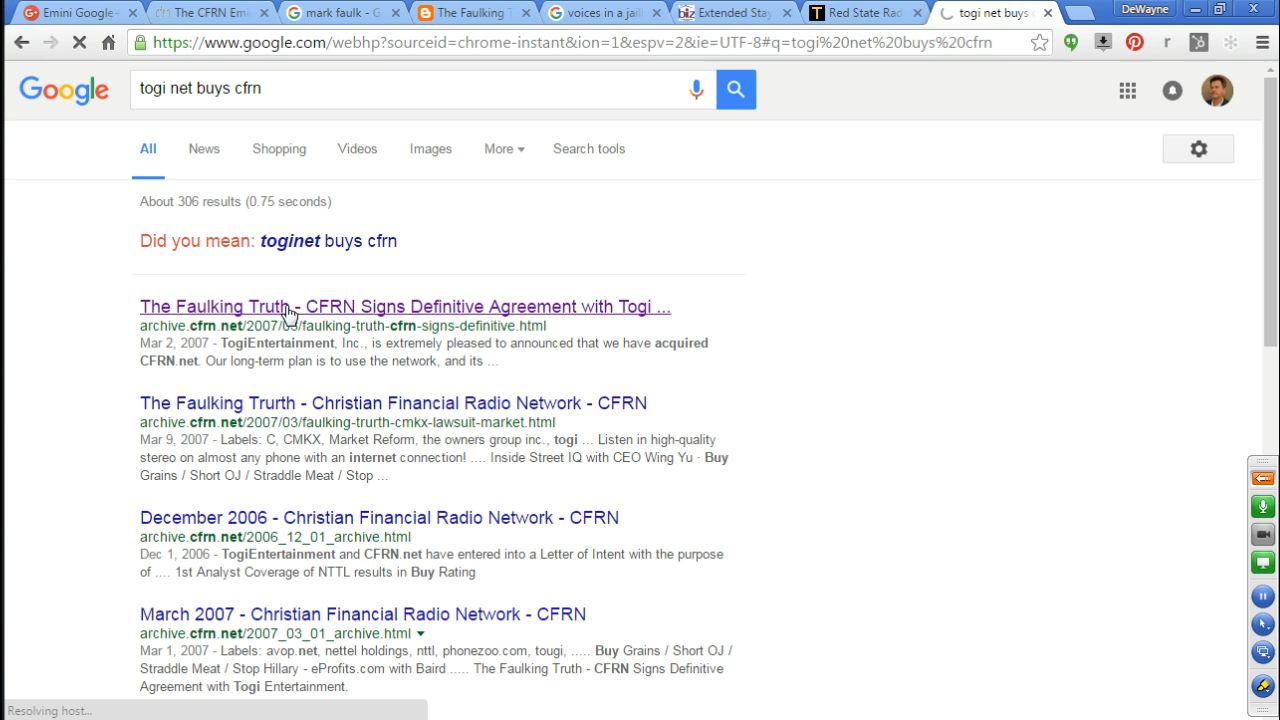 Emini Google-
The CFRN Emi
mark faulk - G
The Faulking T
voices in a jail
biz Extended Stay
T Red State Rad
togi net buys
DeWayne
https://www.google.com/webhp?sourceid=chrome-instant&ion=1&espv=2&ie=UTF-8#q=togi%20net%20buys%20cfrn
Google
togi net buys cfrn
All News Shopping Videos Images More Search tools
About 306 results (0.75 seconds)
Did you mean: toginet buys cfrn
The Faulking Truth - CFRN Signs Definitive Agreement with Togi ...
archive.cfrn.net/2007/03/faulking-truth-cfrn-signs-definitive.html
Mar 2, 2007 - TogiEntertainment, Inc., is extremely pleased to announced that we have acquired
CFRN.net. Our long-term plan is to use the network, and its ...
The Faulking Trurth - Christian Financial Radio Network - CFRN
archive.cfrn.net/2007/03/faulking-trurth-cmkx-lawsuit-market.html
Mar 9, 2007 - Labels: C, CMKX, Market Reform, the owners group inc., togi ... Listen in high-quality
stereo on almost any phone with an internet connection! .... Inside Street IQ with CEO Wing Yu · Buy
Grains / Short OJ / Straddle Meat / Stop ...
December 2006 - Christian Financial Radio Network - CFRN
archive.cfrn.net/2006_12_01_archive.html
Dec 1, 2006 - TogiEntertainment and CFRN.net have entered into a Letter of Intent with the purpose
of .... 1st Analyst Coverage of NTTL results in Buy Rating
March 2007 - Christian Financial Radio Network - CFRN
archive.cfrn.net/2007_03_01_archive.html
Mar 1, 2007 - Labels: avop.net, nettel holdings, nttl, phonezoo.com, tougi, ..... Buy Grains / Short OJ /
Straddle Meat / Stop Hillary - eProfits.com with Baird ..... The Faulking Truth - CFRN Signs Definitive
Agreement with Togi Entertainment.
Resolving host...